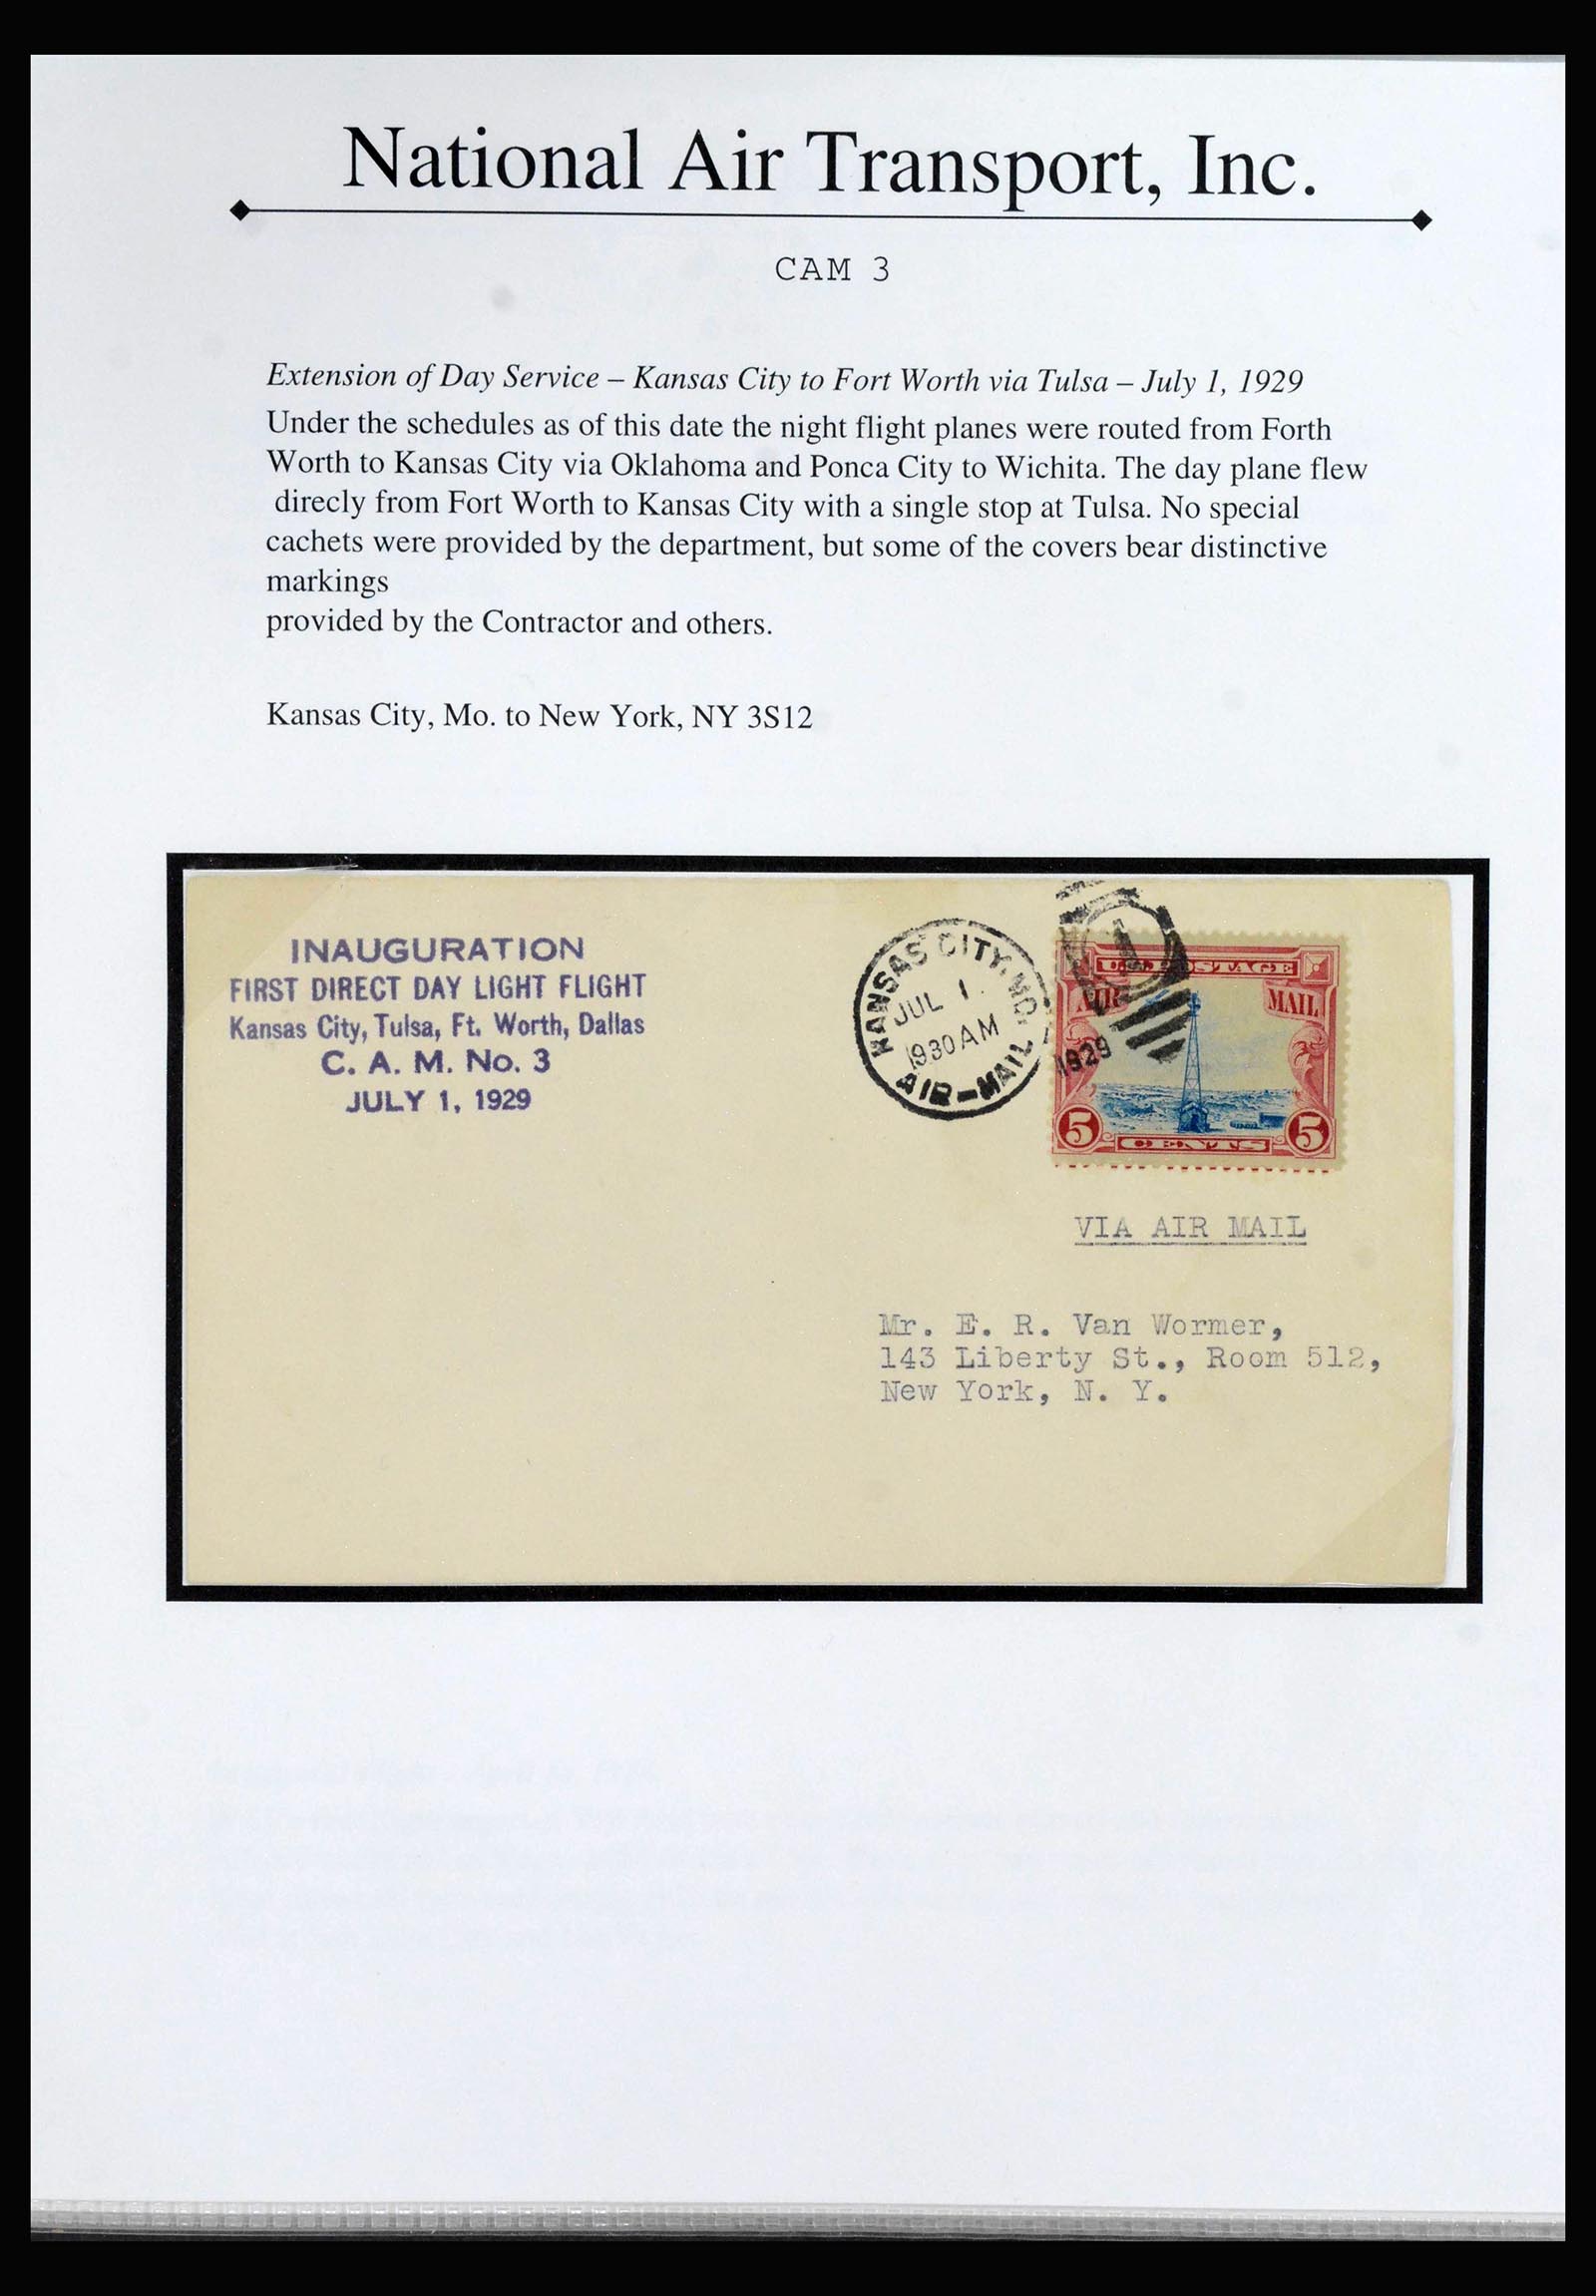 National Air Transport, Inc.
CAM 3
Extension of Day Service – Kansas City to Fort Worth via Tulsa – July 1, 1929
Under the schedules as of this date the night flight planes were routed from Forth
Worth to Kansas City via Oklahoma and Ponca City to Wichita. The day plane flew
direcly from Fort Worth to Kansas City with a single stop at Tulsa. No special
cachets were provided by the department, but some of the covers bear distinctive
markings
provided by the Contractor and others.
Kansas City, Mo. to New York, NY 3S12
INAUGURATION
FIRST DIRECT DAY LIGHT FLIGHT
Kansas City, Tulsa, Ft. Worth, Dallas
C. A. M. No. 3
JULY 1, 1929
KANSAS CITY, MO.
JUL 1.
930 AM
AIR-MAIL
1929
U.S. POSTAGE
AIR MAIL
5 CENTS 5
VIA AIR MAIL
Mr. E. R. Van Wormer,
143 Liberty St., Room 512,
New York, N. Y.